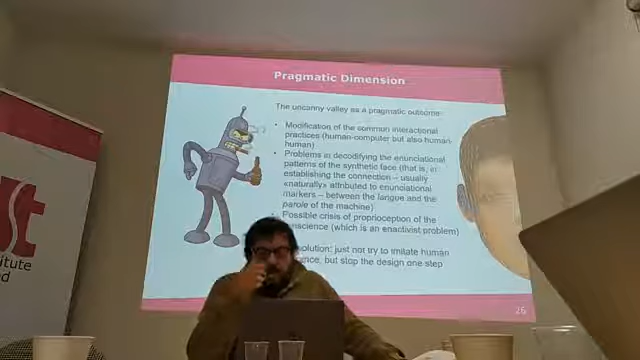 Pragmatic Dimension
The uncanny valley as a pragmatic outcome:
• Modification of the common interactional
practices (human-computer but also human-
human)
• Problems in decodifying the enunciational
patterns of the synthetic face (that is, in
establishing the connection – usually
«naturally» attributed to enunciational
markers – between the langue and the
parole of the machine)
• Possible crisis of proprioception of the
(which is an enactivist problem)
just not try to imitate human
but stop the design one step
26
t
itute